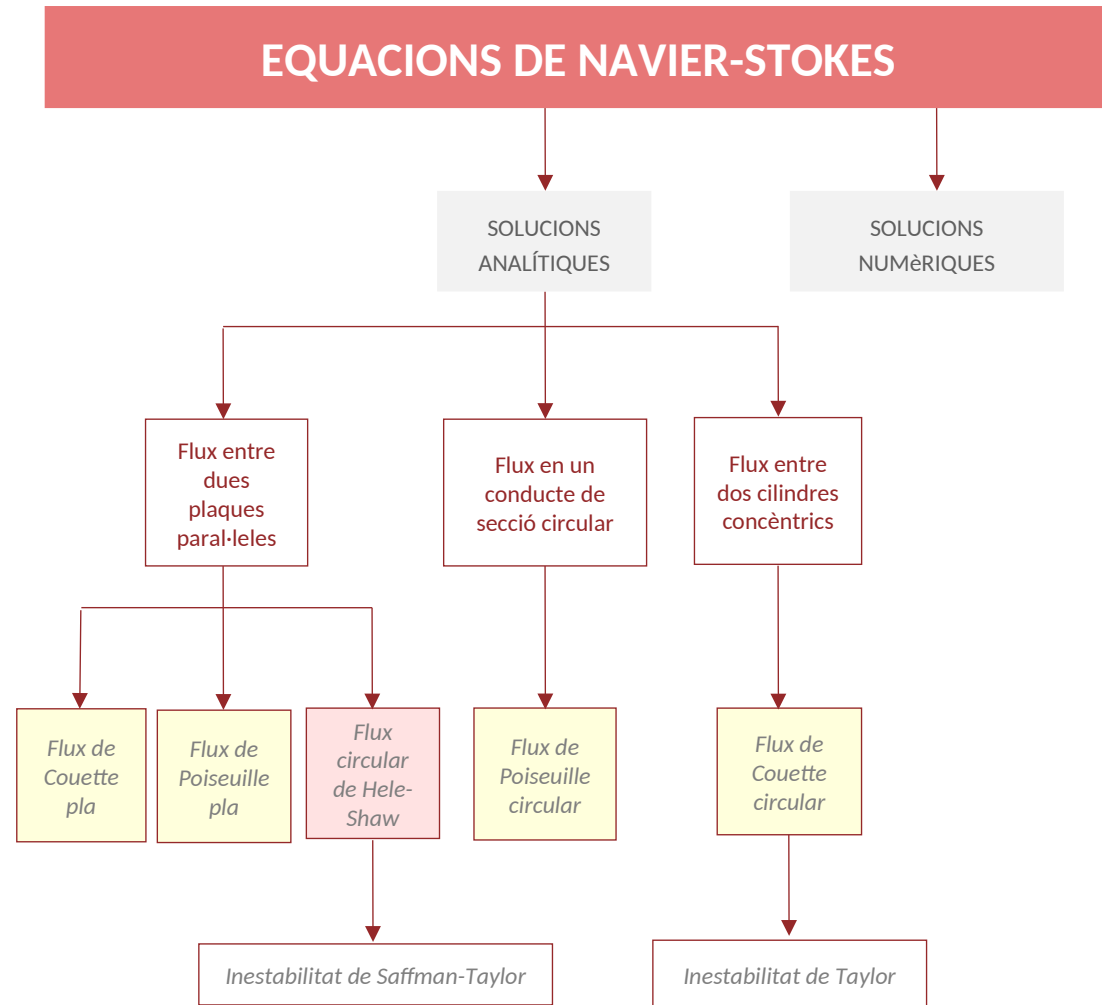 EQUACIONS DE NAVIER-STOKES
SOLUCIONS
ANALÍTIQUES
SOLUCIONS
NUMèRIQUES
Flux entre
dues
plaques
paral·leles
Flux en un
conducte de
secció circular
Flux entre
dos cilindres
concèntrics
Flux de
Couette
pla
Flux de
Poiseuille
pla
Flux
circular
de Hele-
Shaw
Flux de
Poiseuille
circular
Flux de
Couette
circular
Inestabilitat de Saffman-Taylor
Inestabilitat de Taylor